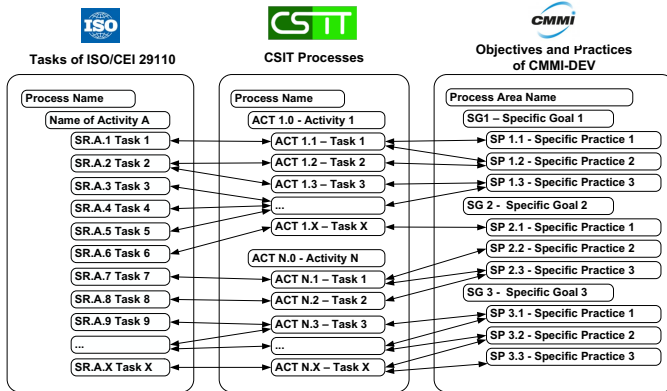 ISO
CSIT
CMMi
Tasks of ISO/CEI 29110
CSIT Processes
Objectives and Practices
of CMMI-DEV
Process Name
Name of Activity A
SR.A.1 Task 1
SR.A.2 Task 2
SR.A.3 Task 3
SR.A.4 Task 4
SR.A.5 Task 5
SR.A.6 Task 6
SR.A.7 Task 7
SR.A.8 Task 8
SR.A.9 Task 9
...
SR.A.X Task X
Process Name
ACT 1.0 - Activity 1
ACT 1.1 – Task 1
ACT 1.2 – Task 2
ACT 1.3 – Task 3
...
ACT 1.X – Task X
ACT N.0 - Activity N
ACT N.1 – Task 1
ACT N.2 – Task 2
ACT N.3 – Task 3
...
ACT N.X – Task X
Process Area Name
SG1 – Specific Goal 1
SP 1.1 - Specific Practice 1
SP 1.2 - Specific Practice 2
SP 1.3 - Specific Practice 3
SG 2 - Specific Goal 2
SP 2.1 - Specific Practice 1
SP 2.2 - Specific Practice 2
SP 2.3 - Specific Practice 3
SG 3 - Specific Goal 3
SP 3.1 - Specific Practice 1
SP 3.2 - Specific Practice 2
SP 3.3 - Specific Practice 3